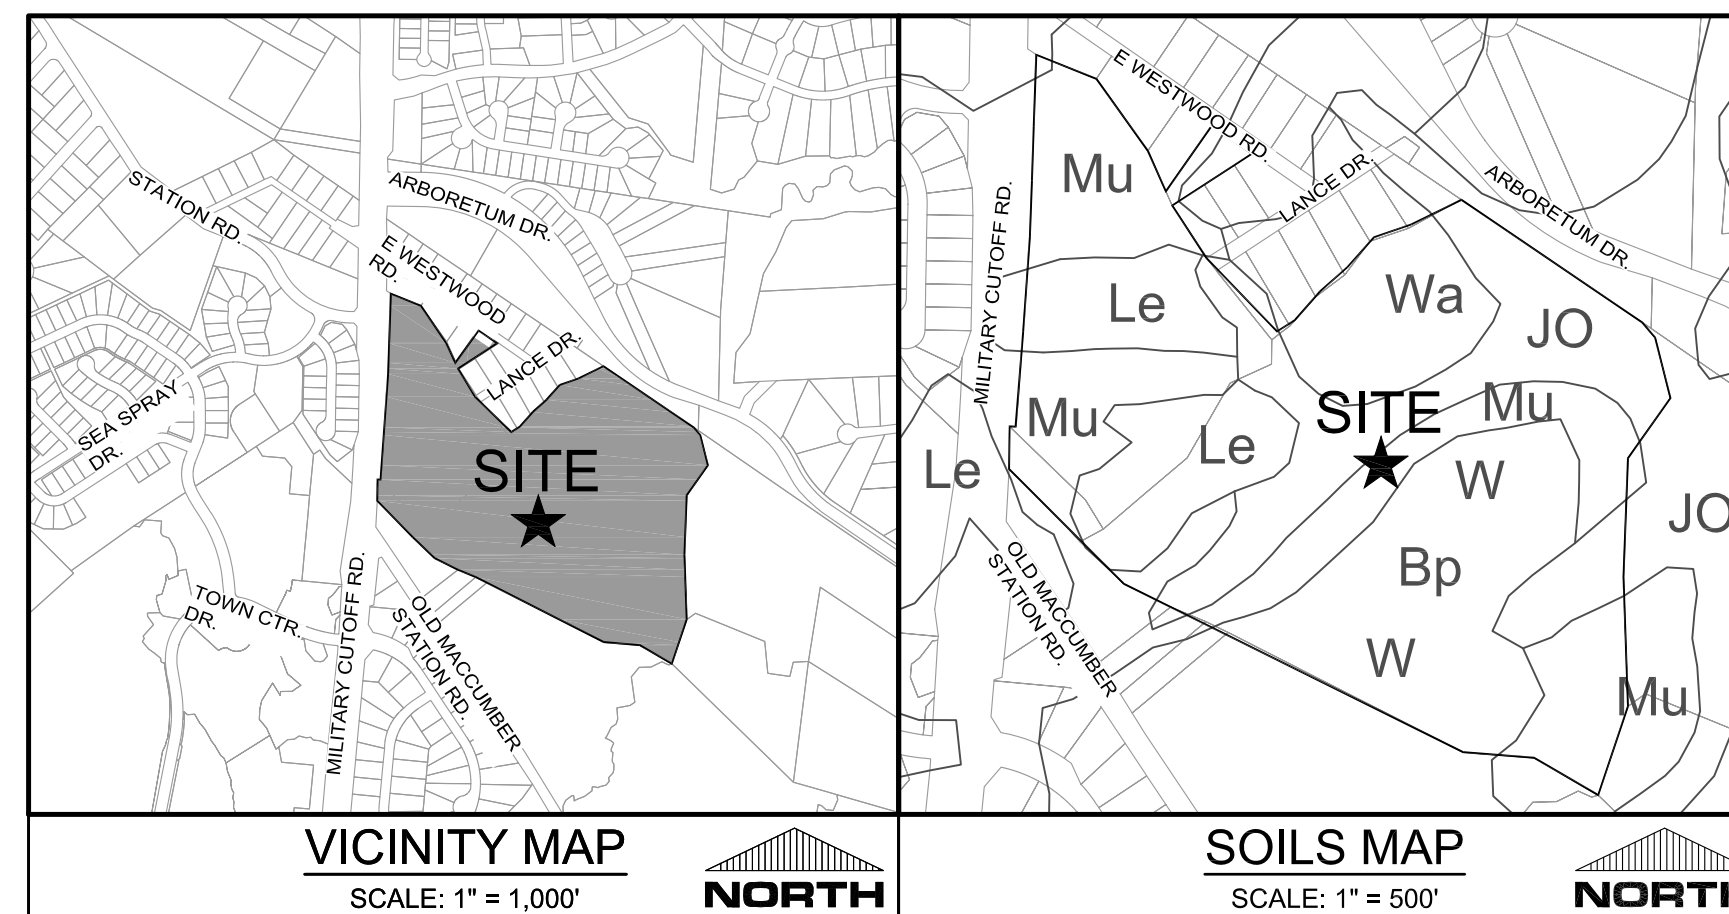 STATION RD.
ARBORETUM DR.
E WESTWOOD
RD.
LANCE DR.
SEA SPRAY
DR.
SITE
TOWN CTR.
DR.
MILITARY CUTOFF RD.
OLD MACCUMBER
STATION RD.
VICINITY MAP
SCALE: 1" = 1,000'
NORTH
E WESTWOOD RD.
Mu
LANCE DR.
ARBORETUM DR.
MILITARY CUTOFF RD.
Le
Wa
JO
Mu
SITE
Mu
Le
Le
W
JO
Bp
OLD MACCUMBER
STATION RD.
W
Mu
SOILS MAP
SCALE: 1" = 500'
NORTH